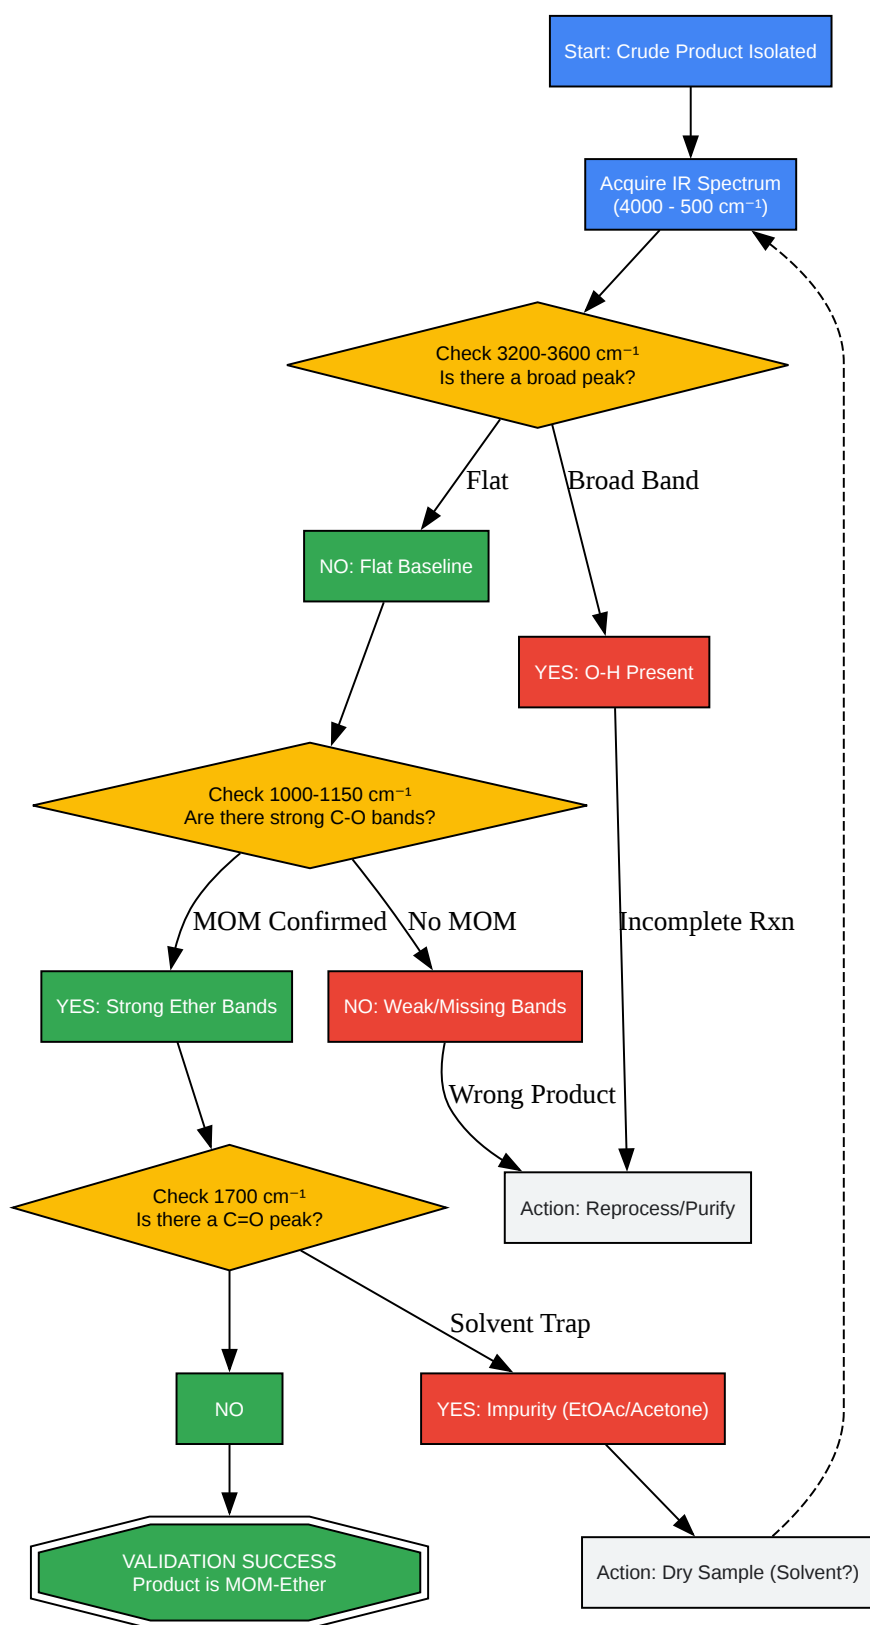 Start: Crude Product Isolated
Acquire IR Spectrum
(4000 - 500 cm⁻¹)
Check 3200-3600 cm⁻¹
Is there a broad peak?
Flat
Broad Band
NO: Flat Baseline
YES: O-H Present
Check 1000-1150 cm⁻¹
Are there strong C-O bands?
MOM Confirmed
No MOM
Incomplete Rxn
YES: Strong Ether Bands
NO: Weak/Missing Bands
Wrong Product
Check 1700 cm⁻¹
Is there a C=O peak?
Action: Reprocess/Purify
Solvent Trap
NO
YES: Impurity (EtOAc/Acetone)
VALIDATION SUCCESS
Product is MOM-Ether
Action: Dry Sample (Solvent?)